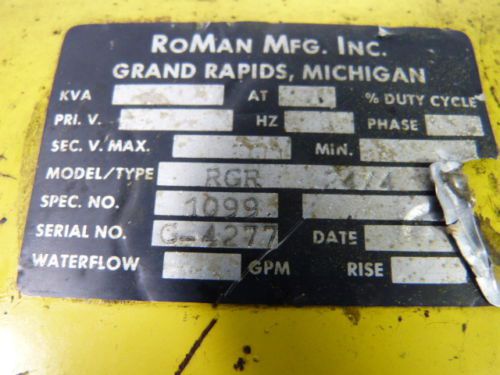 RoMan Mfg. Inc.
GRAND RAPIDS, MICHIGAN
KVA AT % DUTY CYCLE
PRI. V. HZ PHASE
SEC. V. MAX. MIN.
MODEL/TYPE RGR
SPEC. NO. 1099
SERIAL NO. C-4277 DATE
WATERFLOW GPM RISE